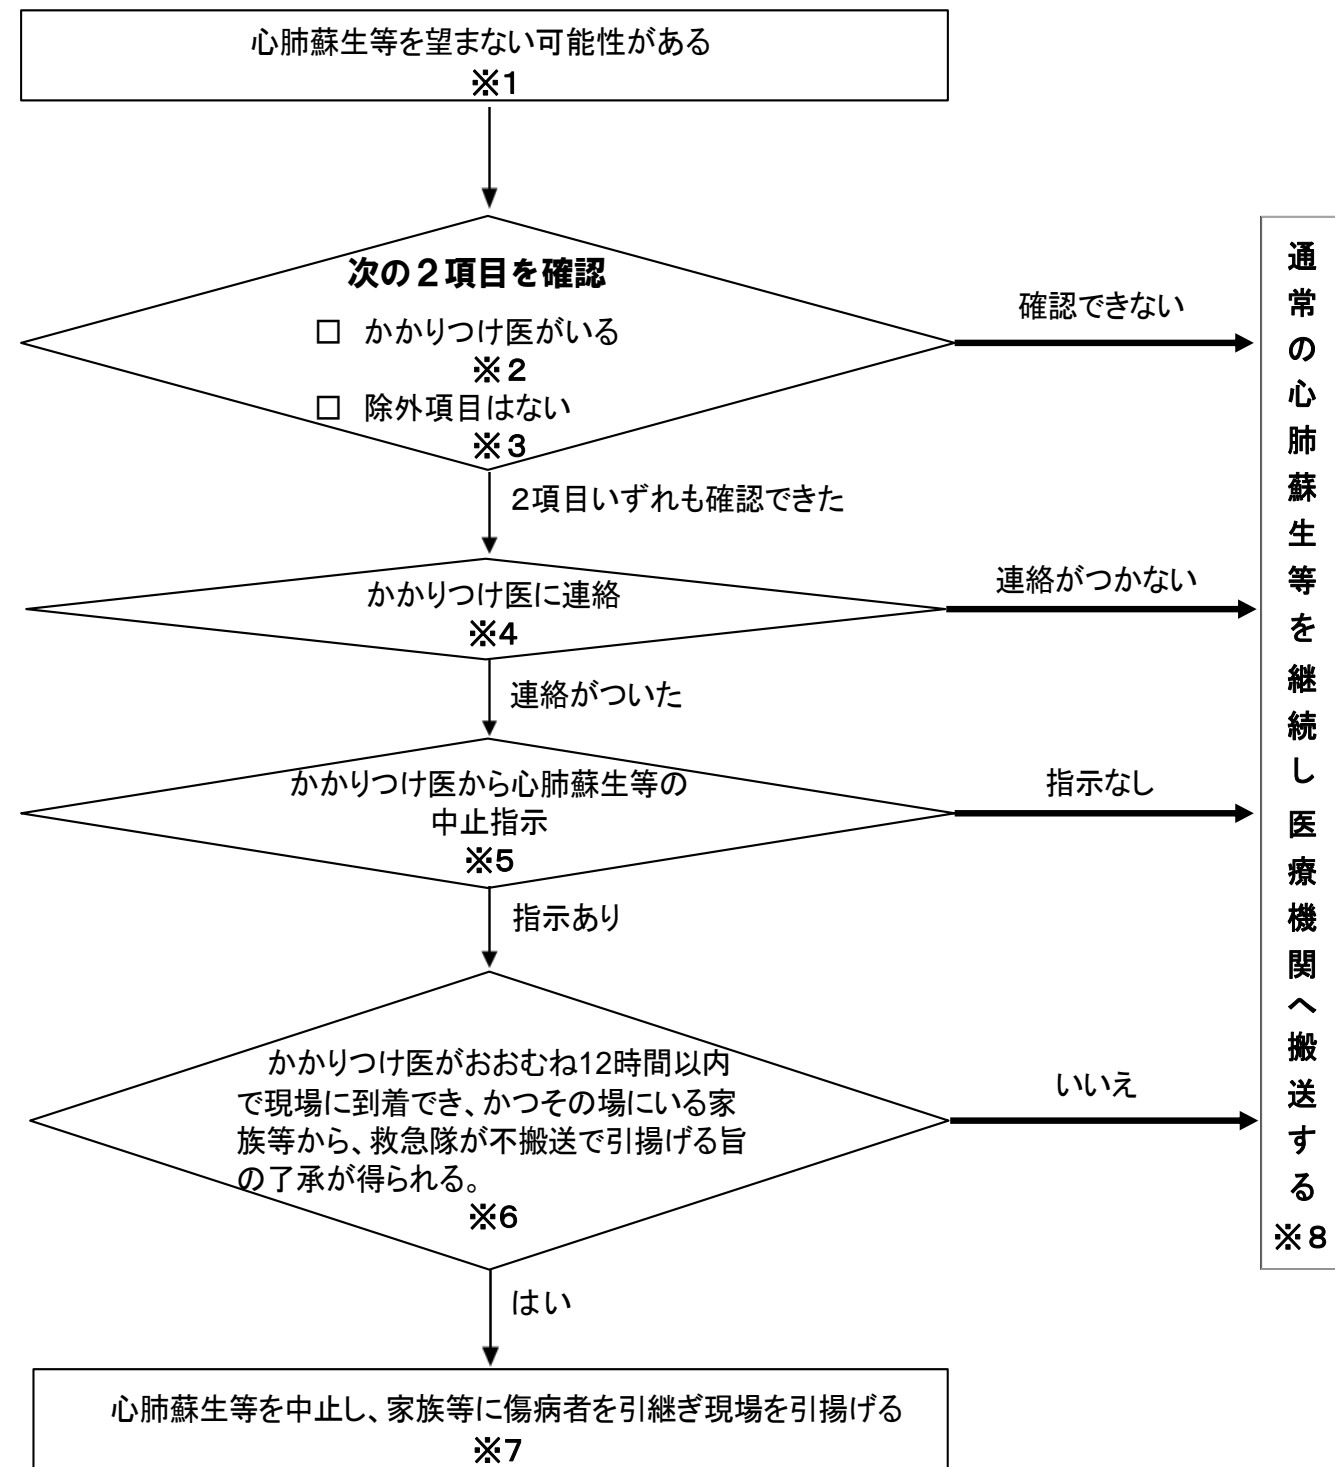 心肺蘇生等を望まない可能性がある
※1
次の2項目を確認
□ かかりつけ医がいる
※2
□ 除外項目はない
※3
確認できない
2項目いずれも確認できた
かかりつけ医に連絡
※4
連絡がつかない
連絡がついた
かかりつけ医から心肺蘇生等の
中止指示
※5
指示なし
指示あり
かかりつけ医がおおむね12時間以内
で現場に到着でき、かつその場にいる家
族等から、救急隊が不搬送で引揚げる旨
の了承が得られる。
※6
いいえ
はい
心肺蘇生等を中止し、家族等に傷病者を引継ぎ現場を引揚げる
※7
通常の心肺蘇生等を継続し医療機関へ搬送する
※8